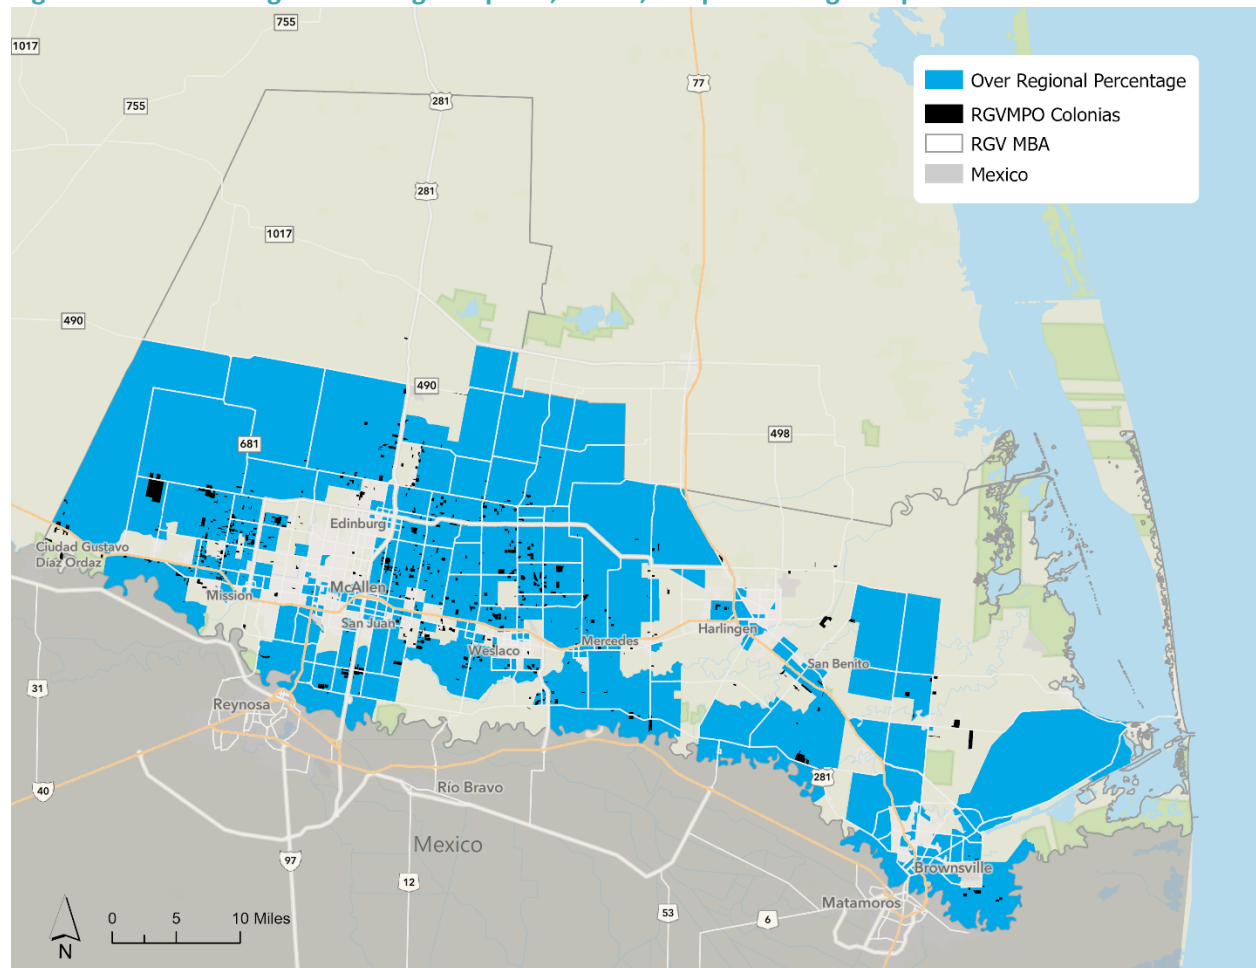 755
1017
77
281
755
Over Regional Percentage
RGVMPO Colonias
RGV MBA
Mexico
281
1017
490
490
498
681
Edinburg
Ciudad Gustavo
Díaz Ordaz
McAllen
Mission
San Juan
Harlingen
Mercedes
Weslaco
San Benito
31
Reynosa
281
40
Río Bravo
Mexico
97
Brownsville
12
Matamoros
53
6
0 5 10 Miles
N